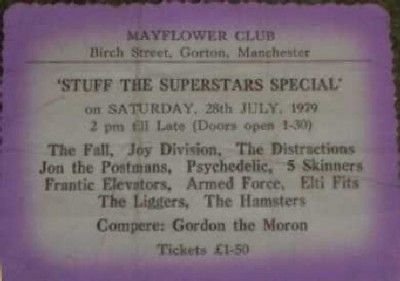 MAYFLOWER CLUB
Birch Street, Gorton, Manchester
'STUFF THE SUPERSTARS SPECIAL'
on SATURDAY, 28th JULY, 1979
2 pm till Late (Doors open 1-30)
The Fall, Joy Division, The Distractions
Jon the Postmans, Psychedelic, 5 Skinners
Frantic Elevators, Armed Force, Elti Fits
The Liggers, The Hamsters
Compere: Gordon the Moron
Tickets £1-50